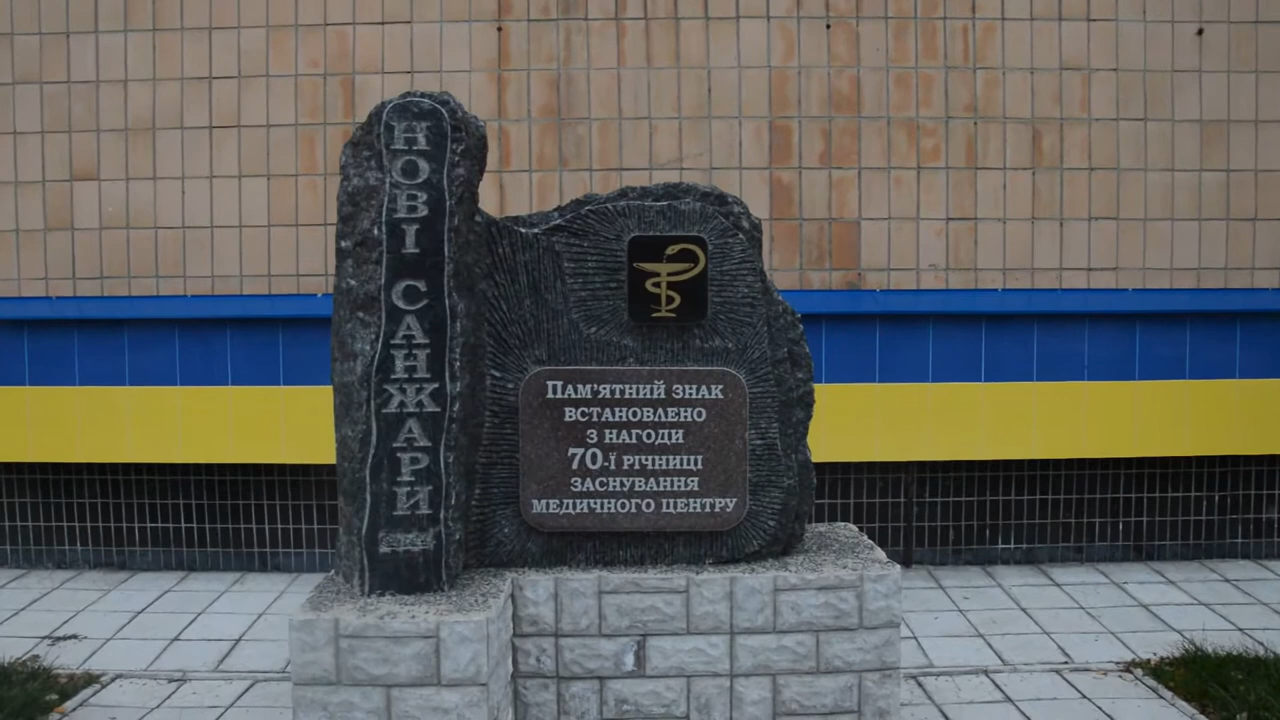 НОВІ САНЖАРИ
ПАМ'ЯТНИЙ ЗНАК
ВСТАНОВЛЕНО
З НАГОДИ
70-Ї РІЧНИЦІ
ЗАСНУВАННЯ
МЕДИЧНОГО ЦЕНТРУ